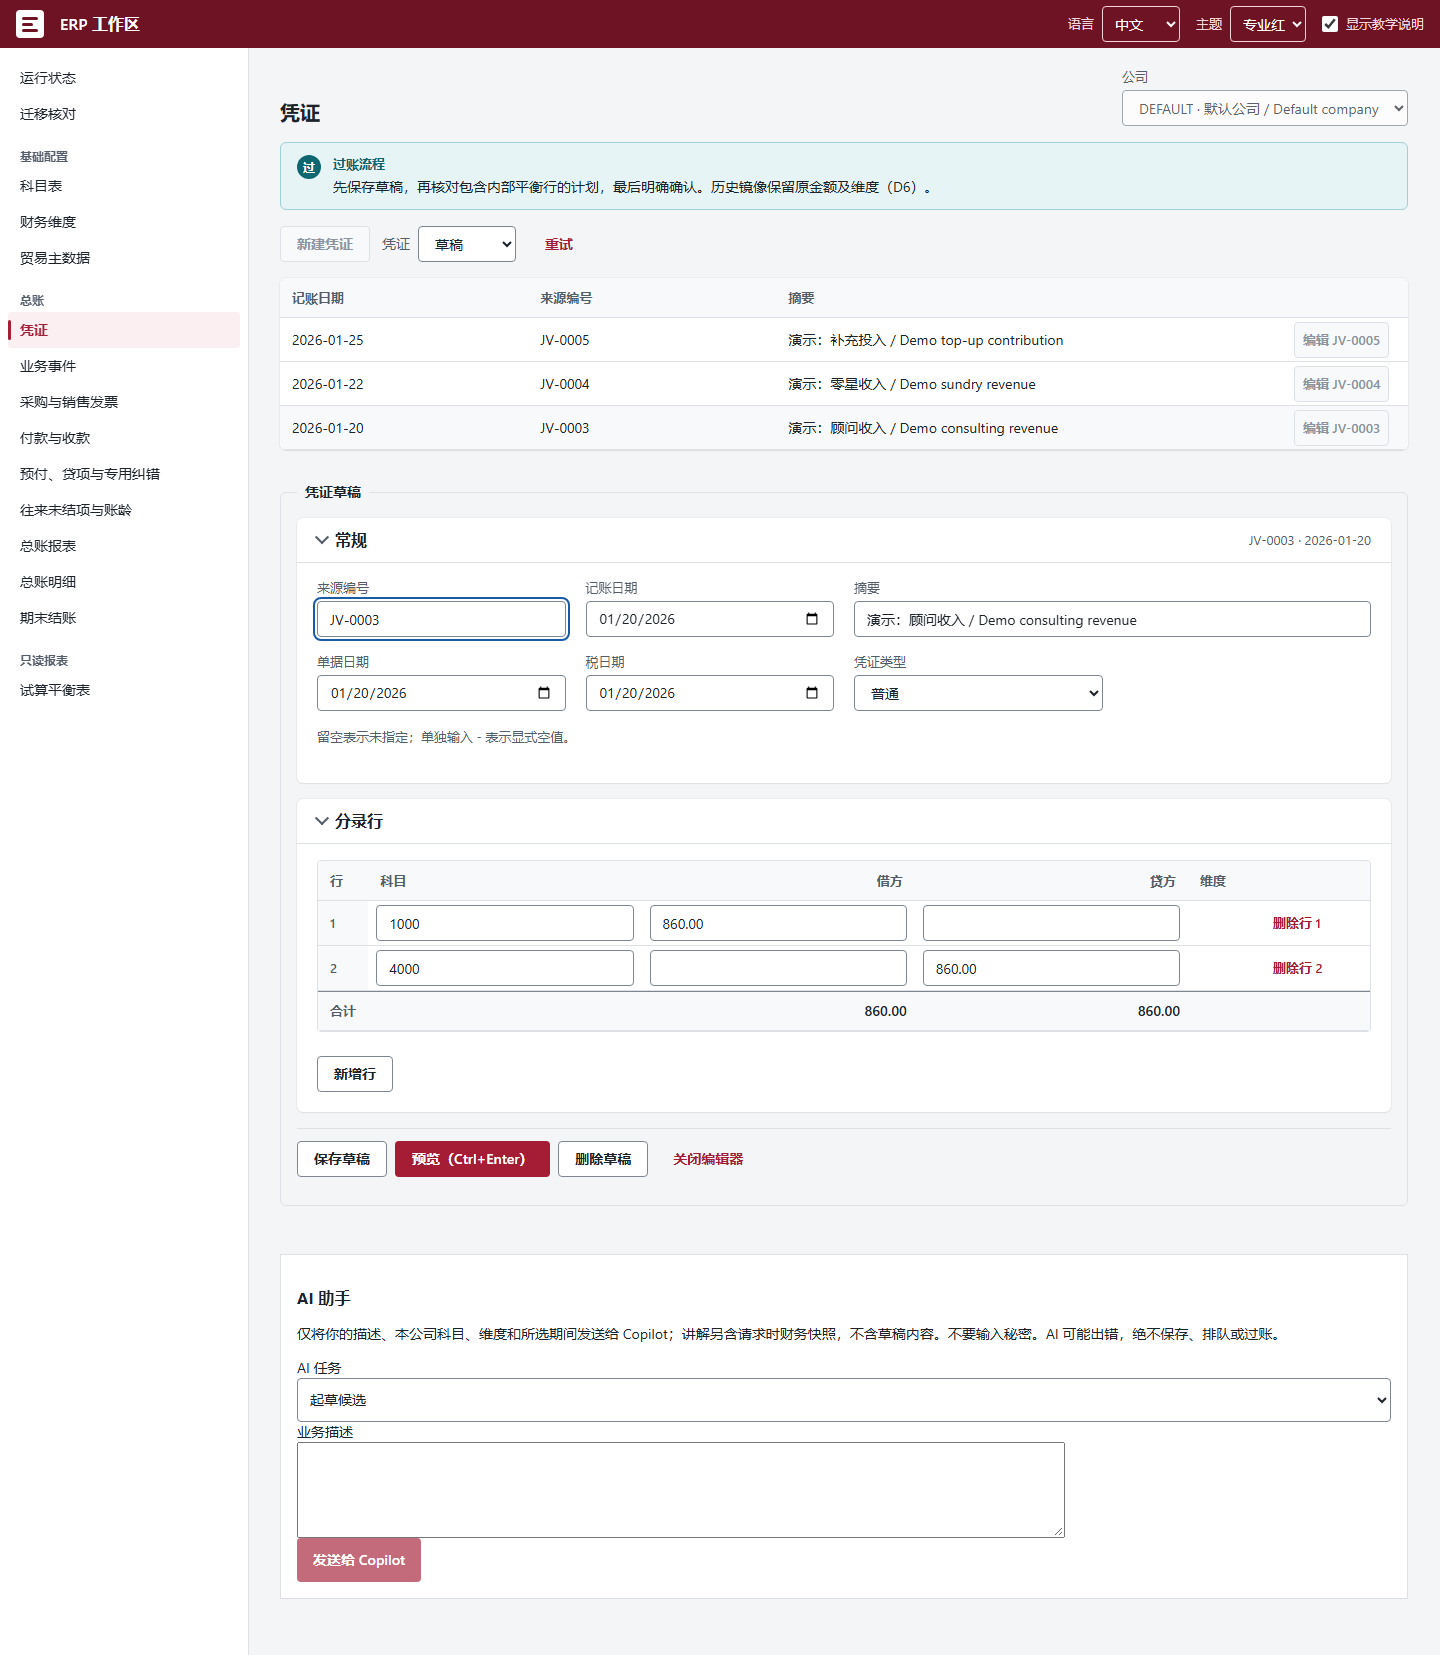 ERP 工作区
语言 中文 主题 专业红 显示教学说明
运行状态
迁移核对
基础配置
科目表
财务维度
贸易主数据
总账
凭证
业务事件
采购与销售发票
付款与收款
预付、贷项与专用纠错
往来未结项与账龄
总账报表
总账明细
期末结账
只读报表
试算平衡表
公司
凭证
DEFAULT · 默认公司 / Default company
过 过账流程
先保存草稿，再核对包含内部平衡行的计划，最后明确确认。历史镜像保留原金额及维度（D6）。
新建凭证 凭证 草稿 重试
记账日期 来源编号 摘要
2026-01-25 JV-0005 演示：补充投入 / Demo top-up contribution 编辑 JV-0005
2026-01-22 JV-0004 演示：零星收入 / Demo sundry revenue 编辑 JV-0004
2026-01-20 JV-0003 演示：顾问收入 / Demo consulting revenue 编辑 JV-0003
凭证草稿
常规 JV-0003 · 2026-01-20
来源编号 记账日期 摘要
JV-0003 01/20/2026 演示：顾问收入 / Demo consulting revenue
单据日期 税日期 凭证类型
01/20/2026 01/20/2026 普通
留空表示未指定；单独输入 - 表示显式空值。
分录行
行 科目 借方 贷方 维度
1 1000 860.00 删除行 1
2 4000 860.00 删除行 2
合计 860.00 860.00
新增行
保存草稿 预览（Ctrl+Enter） 删除草稿 关闭编辑器
AI 助手
仅将你的描述、本公司科目、维度和所选期间发送给 Copilot；讲解另含请求时财务快照，不含草稿内容。不要输入秘密。AI 可能出错，绝不保存、排队或过账。
AI 任务
起草候选
业务描述
发送给 Copilot